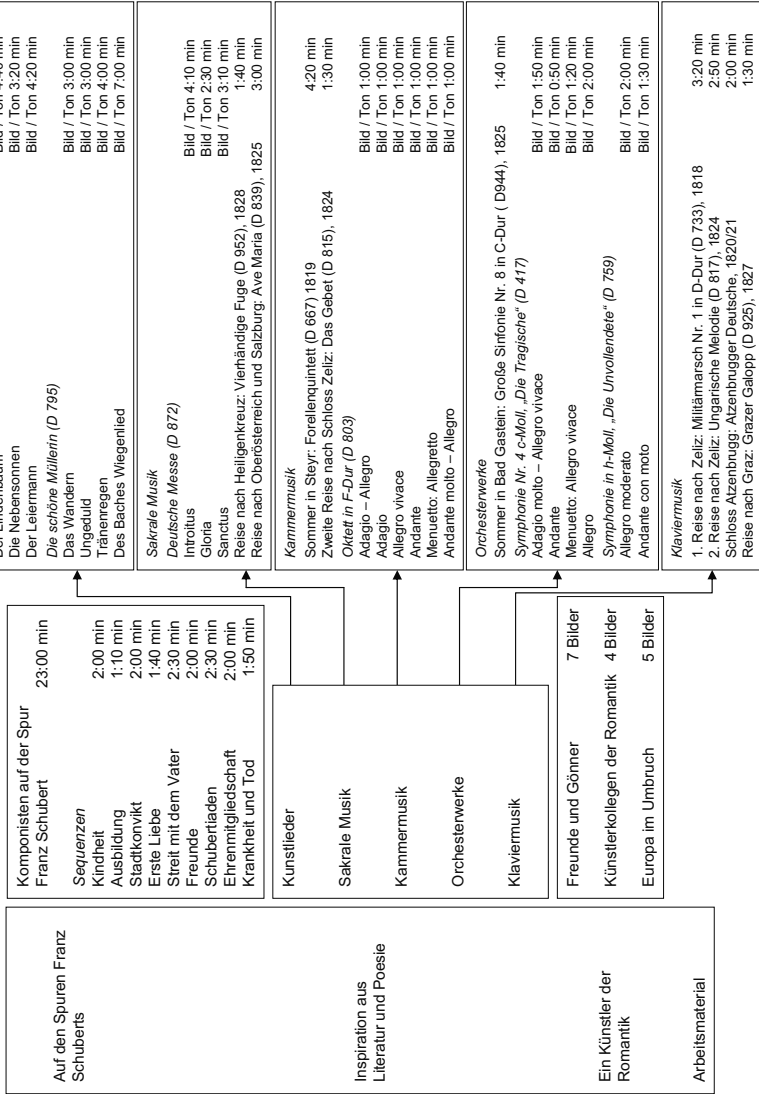 Auf den Spuren Franz
Schuberts
Inspiration aus
Literatur und Poesie
Ein Künstler der
Romantik
Arbeitsmaterial
Komponisten auf der Spur
Franz Schubert 23:00 min
Sequenzen
Kindheit 2:00 min
Ausbildung 1:10 min
Stadtkonvikt 2:00 min
Erste Liebe 1:40 min
Streit mit dem Vater 2:30 min
Freunde 2:00 min
Schubertiaden 2:30 min
Ehrenmitgliedschaft 2:00 min
Krankheit und Tod 1:50 min
Kunstlieder
Sakrale Musik
Kammermusik
Orchesterwerke
Klaviermusik
Freunde und Gönner 7 Bilder
Künstlerkollegen der Romantik 4 Bilder
Europa im Umbruch 5 Bilder
Der Lindenbaum Bild / Ton 4:40 min
Die Nebensonnen Bild / Ton 3:20 min
Der Leiermann Bild / Ton 4:20 min
Die schöne Müllerin (D 795)
Das Wandern Bild / Ton 3:00 min
Ungeduld Bild / Ton 3:00 min
Tränenregen Bild / Ton 4:00 min
Des Baches Wiegenlied Bild / Ton 7:00 min
Sakrale Musik
Deutsche Messe (D 872)
Introitus Bild / Ton 4:10 min
Gloria Bild / Ton 2:30 min
Sanctus Bild / Ton 3:10 min
Reise nach Heiligenkreuz: Vierhändige Fuge (D 952), 1828 1:40 min
Reise nach Oberösterreich und Salzburg: Ave Maria (D 839), 1825 3:00 min
Kammermusik
Sommer in Steyr: Forellenquintett (D 667) 1819 4:20 min
Zweite Reise nach Schloss Zeliz: Das Gebet (D 815), 1824 1:30 min
Oktett in F-Dur (D 803)
Adagio – Allegro Bild / Ton 1:00 min
Adagio Bild / Ton 1:00 min
Allegro vivace Bild / Ton 1:00 min
Andante Bild / Ton 1:00 min
Menuetto: Allegretto Bild / Ton 1:00 min
Andante molto – Allegro Bild / Ton 1:00 min
Orchesterwerke
Sommer in Bad Gastein: Große Sinfonie Nr. 8 in C-Dur ( D944), 1825 1:40 min
Symphonie Nr. 4 c-Moll, „Die Tragische“ (D 417)
Adagio molto – Allegro vivace Bild / Ton 1:50 min
Andante Bild / Ton 0:50 min
Menuetto: Allegro vivace Bild / Ton 1:20 min
Allegro Bild / Ton 2:00 min
Symphonie in h-Moll, „Die Unvollendete“ (D 759)
Allegro moderato Bild / Ton 2:00 min
Andante con moto Bild / Ton 1:30 min
Klaviermusik
1. Reise nach Zeliz: Militärmarsch Nr. 1 in D-Dur (D 733), 1818 3:20 min
2. Reise nach Zeliz: Ungarische Melodie (D 817), 1824 2:50 min
Schloss Atzenbrugg: Atzenbrugger Deutsche, 1820/21 2:00 min
Reise nach Graz: Grazer Galopp (D 925), 1827 1:30 min